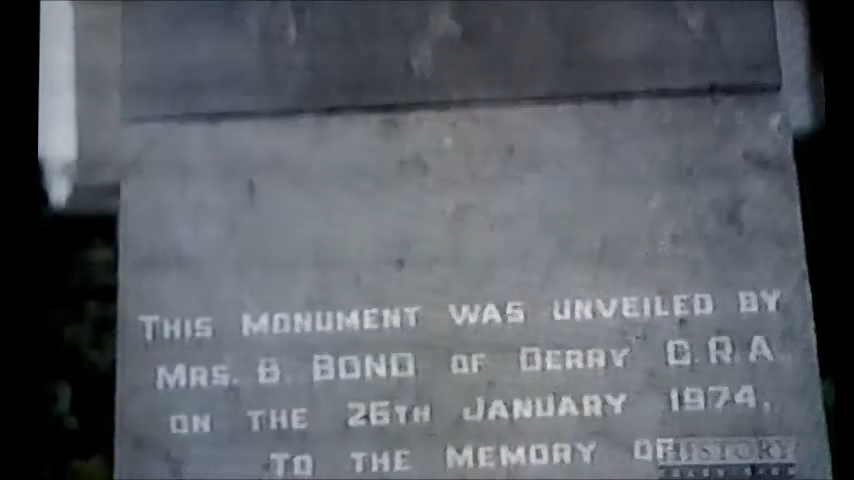 THIS MONUMENT WAS UNVEILED BY
MRS. B. BOND OF DERRY C.R.A
ON THE 26TH JANUARY 1974.
TO THE MEMORY OF
HISTORY